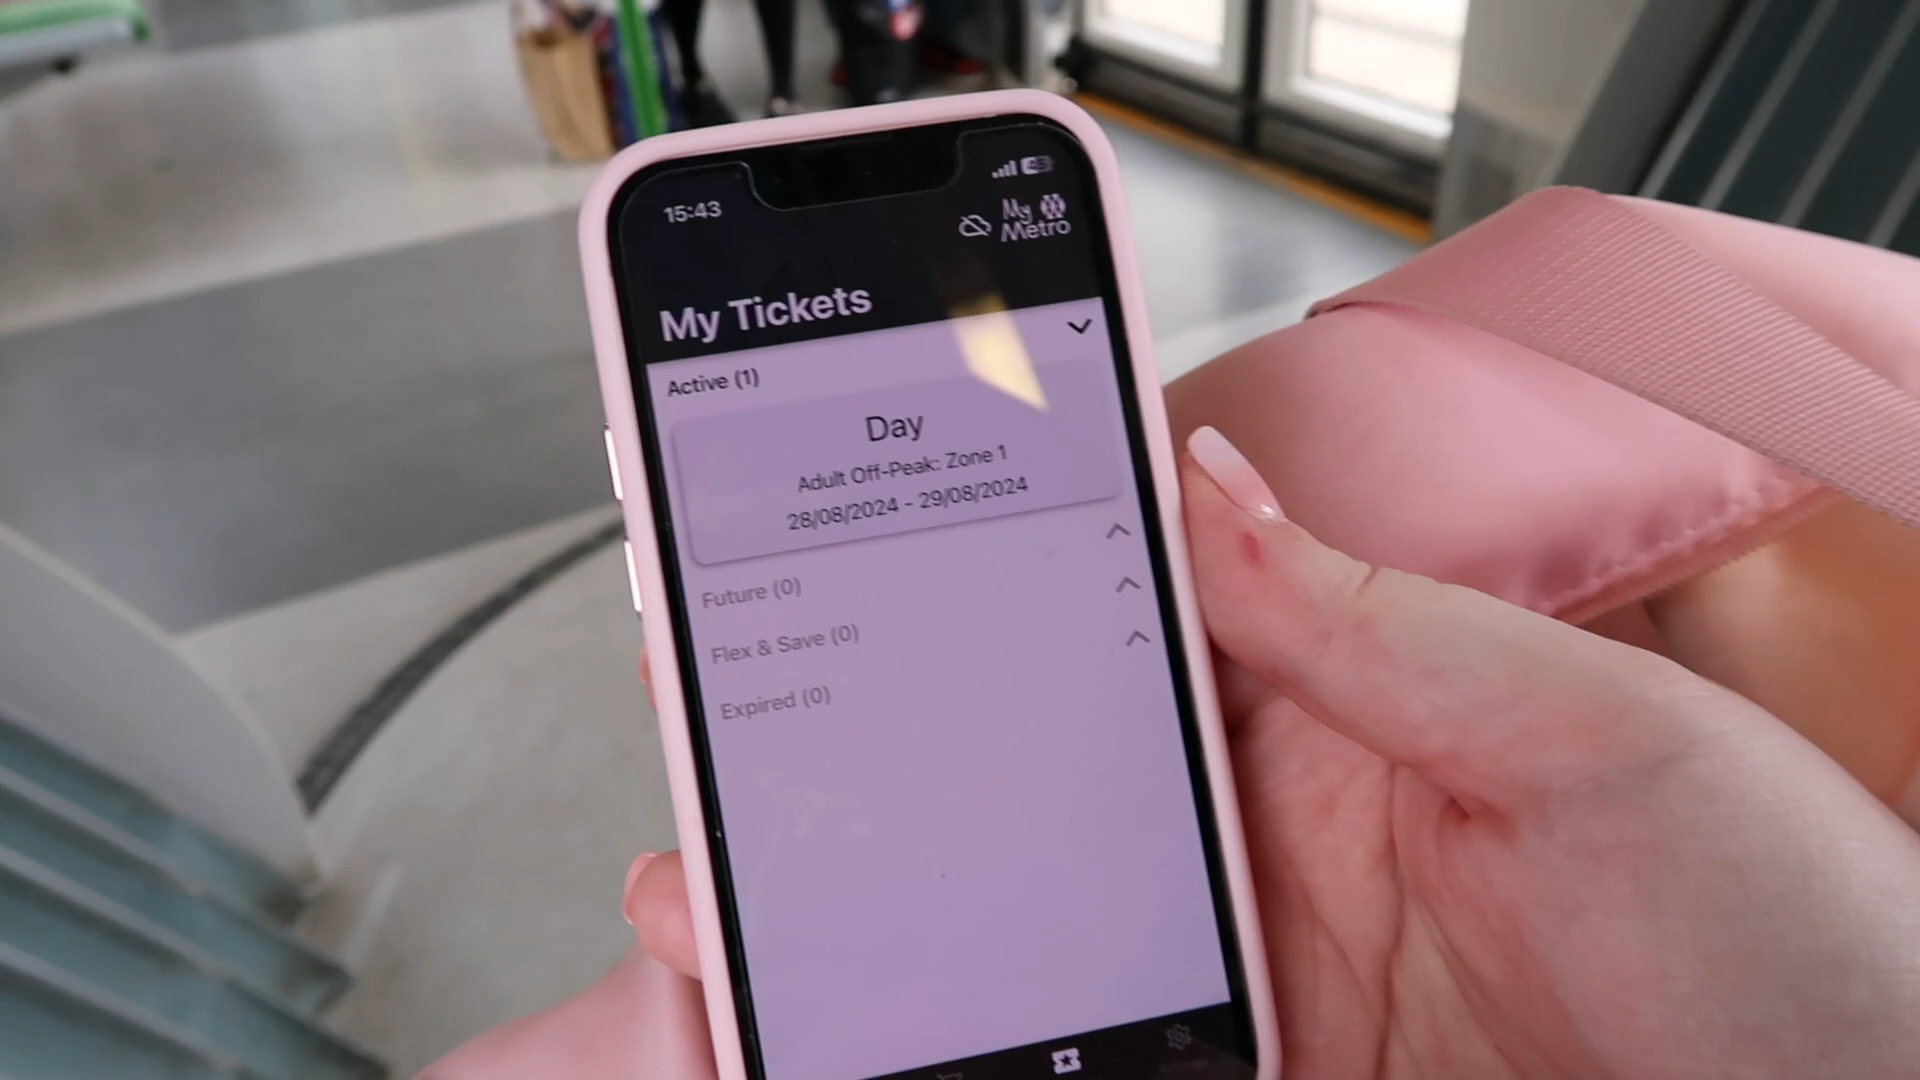 15:43
45
My
Metro
My Tickets
Active (1)
Day
Adult Off-Peak: Zone 1
28/08/2024 - 29/08/2024
Future (0)
Flex & Save (0)
Expired (0)